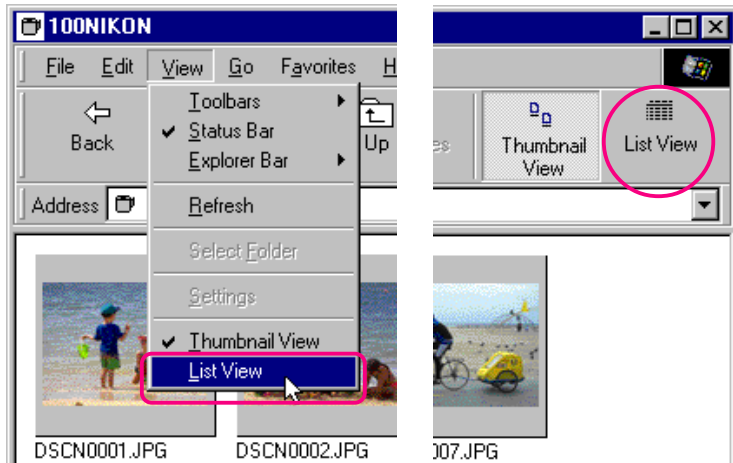 100NIKON
File Edit View Go Favorites H
Back
Up
Thumbnail View
List View
Address
Toolbars
Status Bar
Explorer Bar
Refresh
Select Folder
Settings
Thumbnail View
List View
DSCN0001.JPG DSCN0002.JPG 007.JPG